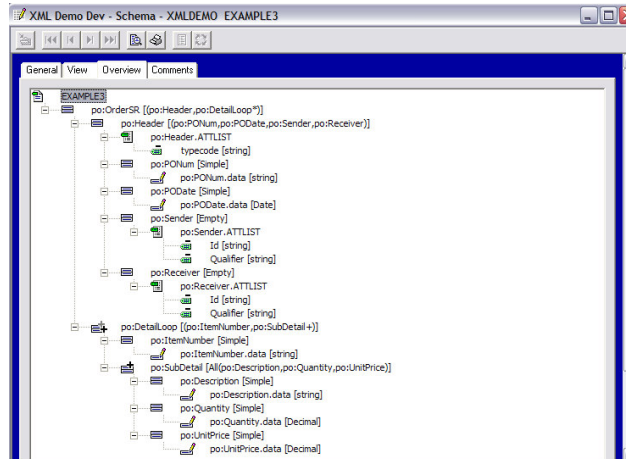 XML Demo Dev - Schema - XMLDEMO EXAMPLE3
General View Overview Comments
EXAMPLE3
po:OrderSR [(po:Header,po:DetailLoop*)]
po:Header [(po:PONum,po:PODate,po:Sender,po:Receiver)]
po:Header.ATTLIST
typecode [string]
po:PONum [Simple]
po:PONum.data [string]
po:PODate [Simple]
po:PODate.data [Date]
po:Sender [Empty]
po:Sender.ATTLIST
Id [string]
Qualifier [string]
po:Receiver [Empty]
po:Receiver.ATTLIST
Id [string]
Qualifier [string]
po:DetailLoop [(po:ItemNumber,po:SubDetail+)]
po:ItemNumber [Simple]
po:ItemNumber.data [string]
po:SubDetail [All(po:Description,po:Quantity,po:UnitPrice)]
po:Description [Simple]
po:Description.data [string]
po:Quantity [Simple]
po:Quantity.data [Decimal]
po:UnitPrice [Simple]
po:UnitPrice.data [Decimal]